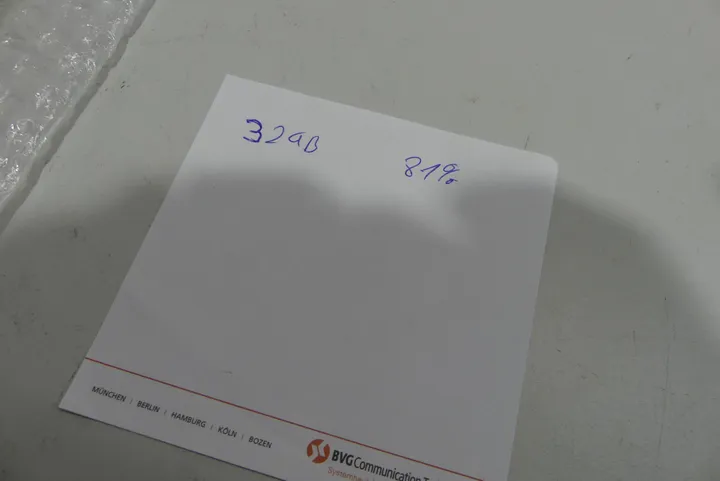 32GB 81%
MÜNCHEN | BERLIN | HAMBURG | KÖLN | BOZEN
BVG Communication